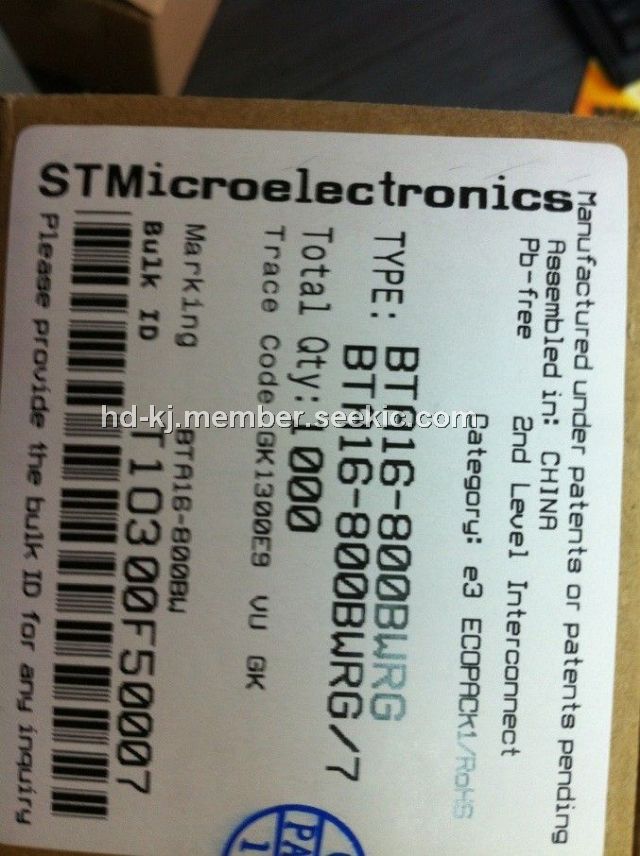 STMicroelectronics
Manufactured under patents or patents pending
Assembled in: CHINA
Pb-free 2nd Level Interconnect
Category: e3 ECOPACK1/RoHS
TYPE: BTA16-800BWRG
BTA16-800BWRG/7
Total Qty: 1000
Trace Code GK1300E9 VU GK
Marking BTA16-800BW
Bulk ID T10300F50007
Please provide the bulk ID for any inquiry
hd-kj.member.seekic.com
PA
1